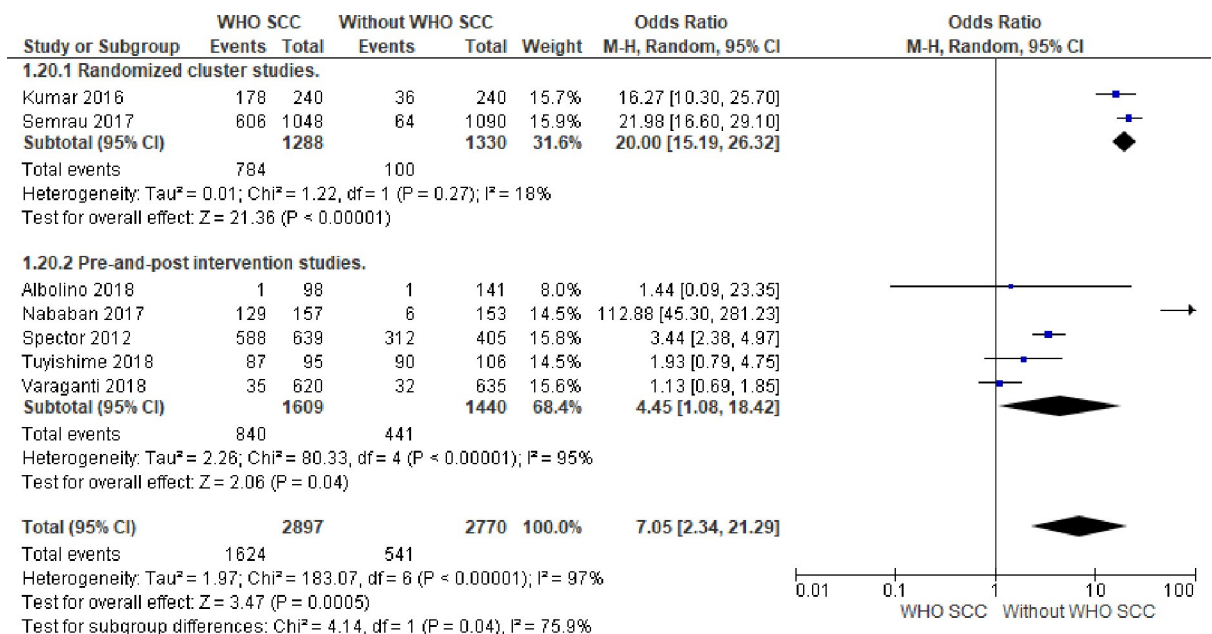 WHO SCC Without WHO SCC Odds Ratio Odds Ratio
Study or Subgroup Events Total Events Total Weight M-H, Random, 95% CI M-H, Random, 95% CI
1.20.1 Randomized cluster studies.
Kumar 2016 178 240 36 240 15.7% 16.27 [10.30, 25.70]
Semrau 2017 606 1048 64 1090 15.9% 21.98 [16.60, 29.10]
Subtotal (95% CI) 1288 1330 31.6% 20.00 [15.19, 26.32]
Total events 784 100
Heterogeneity: Tau² = 0.01; Chi² = 1.22, df = 1 (P = 0.27); I² = 18%
Test for overall effect: Z = 21.36 (P < 0.00001)
1.20.2 Pre-and-post intervention studies.
Albolino 2018 1 98 1 141 8.0% 1.44 [0.09, 23.35]
Nababan 2017 129 157 6 153 14.5% 112.88 [45.30, 281.23]
Spector 2012 588 639 312 405 15.8% 3.44 [2.38, 4.97]
Tuyishime 2018 87 95 90 106 14.5% 1.93 [0.79, 4.75]
Varaganti 2018 35 620 32 635 15.6% 1.13 [0.69, 1.85]
Subtotal (95% CI) 1609 1440 68.4% 4.45 [1.08, 18.42]
Total events 840 441
Heterogeneity: Tau² = 2.26; Chi² = 80.33, df = 4 (P < 0.00001); I² = 95%
Test for overall effect: Z = 2.06 (P = 0.04)
Total (95% CI) 2897 2770 100.0% 7.05 [2.34, 21.29]
Total events 1624 541
Heterogeneity: Tau² = 1.97; Chi² = 183.07, df = 6 (P < 0.00001); I² = 97%
Test for overall effect: Z = 3.47 (P = 0.0005)
Test for subgroup differences: Chi² = 4.14, df = 1 (P = 0.04), I² = 75.9%
0.01 0.1 1 10 100
WHO SCC Without WHO SCC